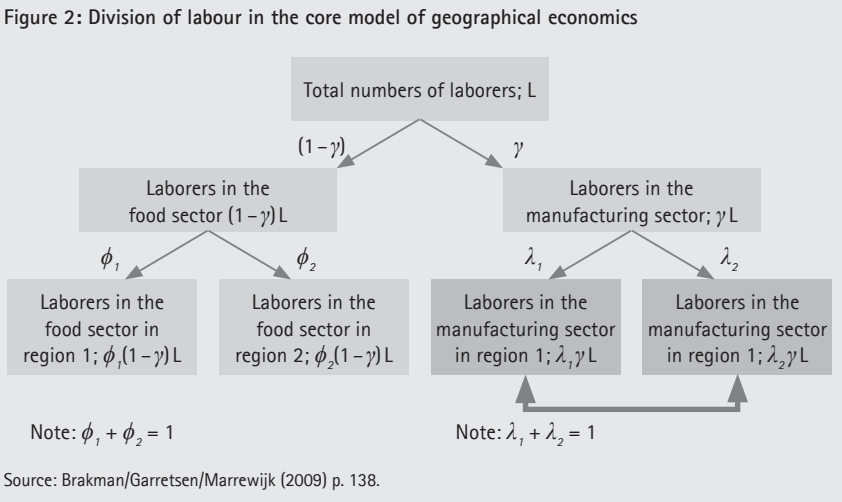 Figure 2: Division of labour in the core model of geographical economics
Total numbers of laborers; L
(1–γ)
γ
Laborers in the
food sector (1–γ)L
Laborers in the
manufacturing sector; γL
ϕ₁
ϕ₂
λ₁
λ₂
Laborers in the
food sector in
region 1; ϕ₁(1–γ)L
Laborers in the
food sector in
region 2; ϕ₂(1–γ)L
Laborers in the
manufacturing sector
in region 1; λ₁γL
Laborers in the
manufacturing sector
in region 1; λ₂γL
Note: ϕ₁ + ϕ₂ = 1
Note: λ₁ + λ₂ = 1
Source: Brakman/Garretsen/Marrewijk (2009) p. 138.